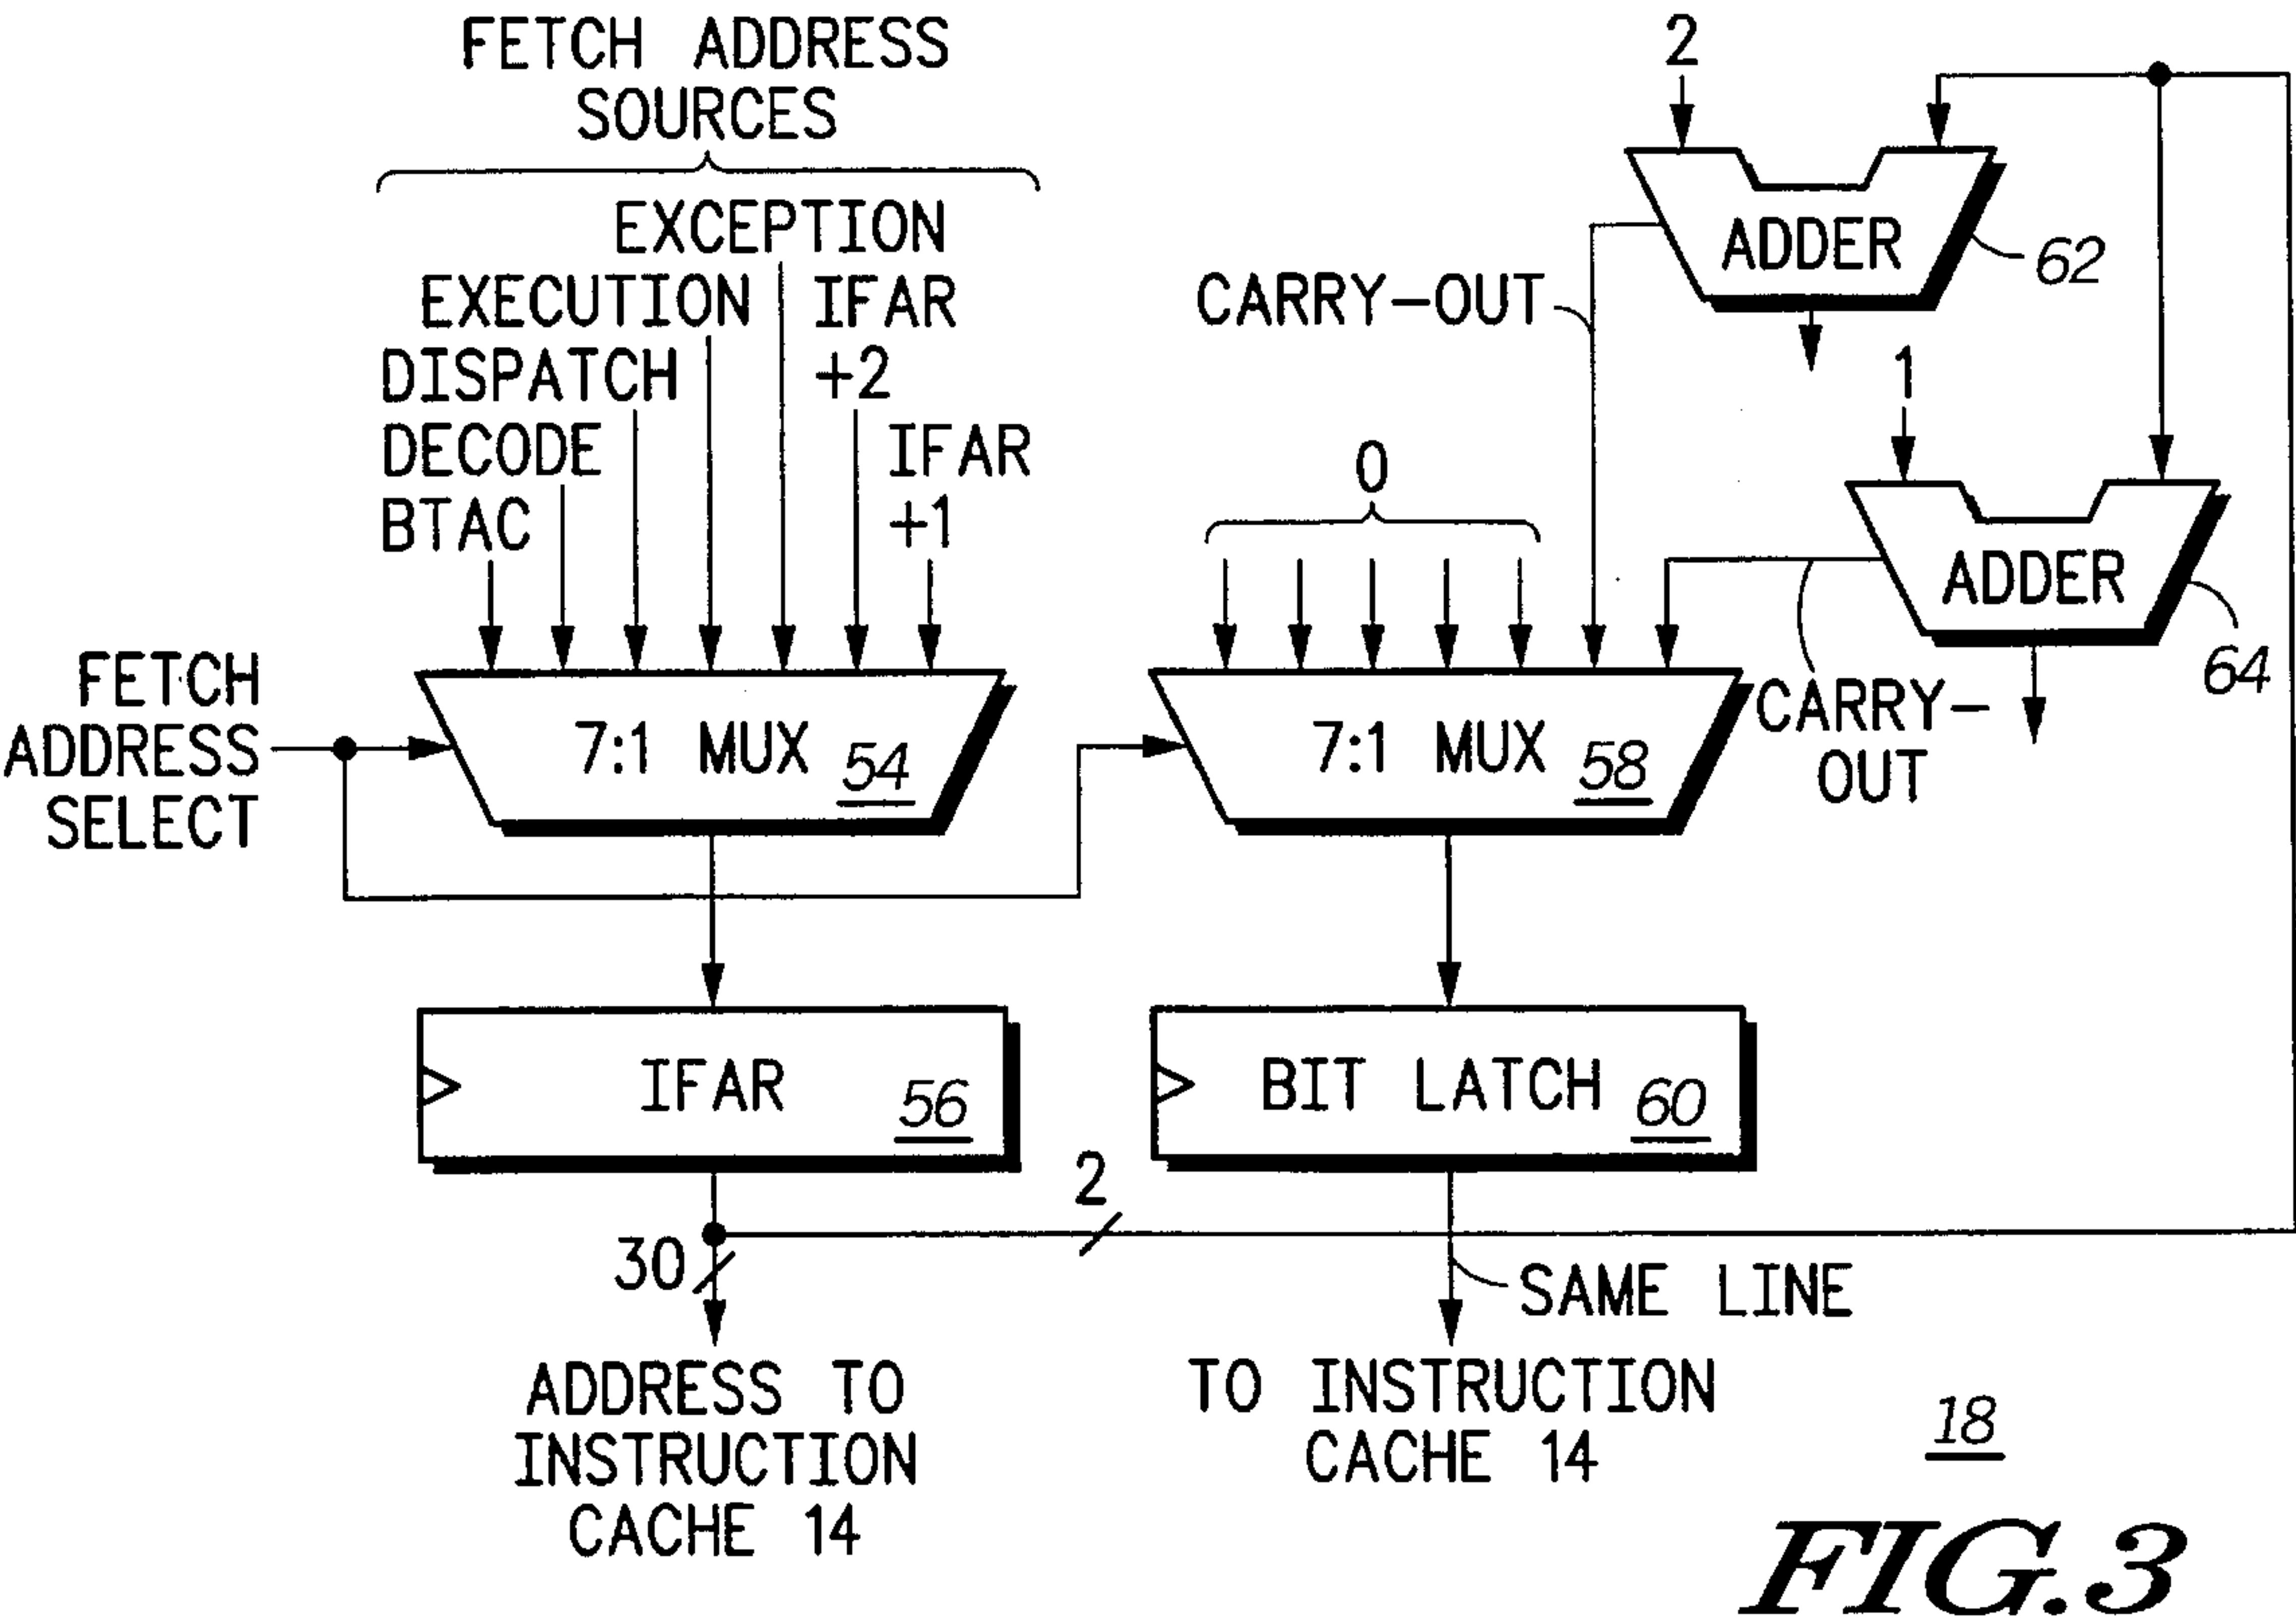 FETCH ADDRESS
SOURCES
EXCEPTION
EXECUTION
IFAR
+2
DISPATCH
DECODE
IFAR
+1
BTAC
FETCH
ADDRESS
SELECT
7:1 MUX 54
IFAR 56
30
2
ADDRESS TO
INSTRUCTION
CACHE 14
0
CARRY-OUT
2
ADDER
62
1
ADDER
64
CARRY-
OUT
7:1 MUX 58
BIT LATCH 60
SAME LINE
TO INSTRUCTION
CACHE 14
18
FIG.3